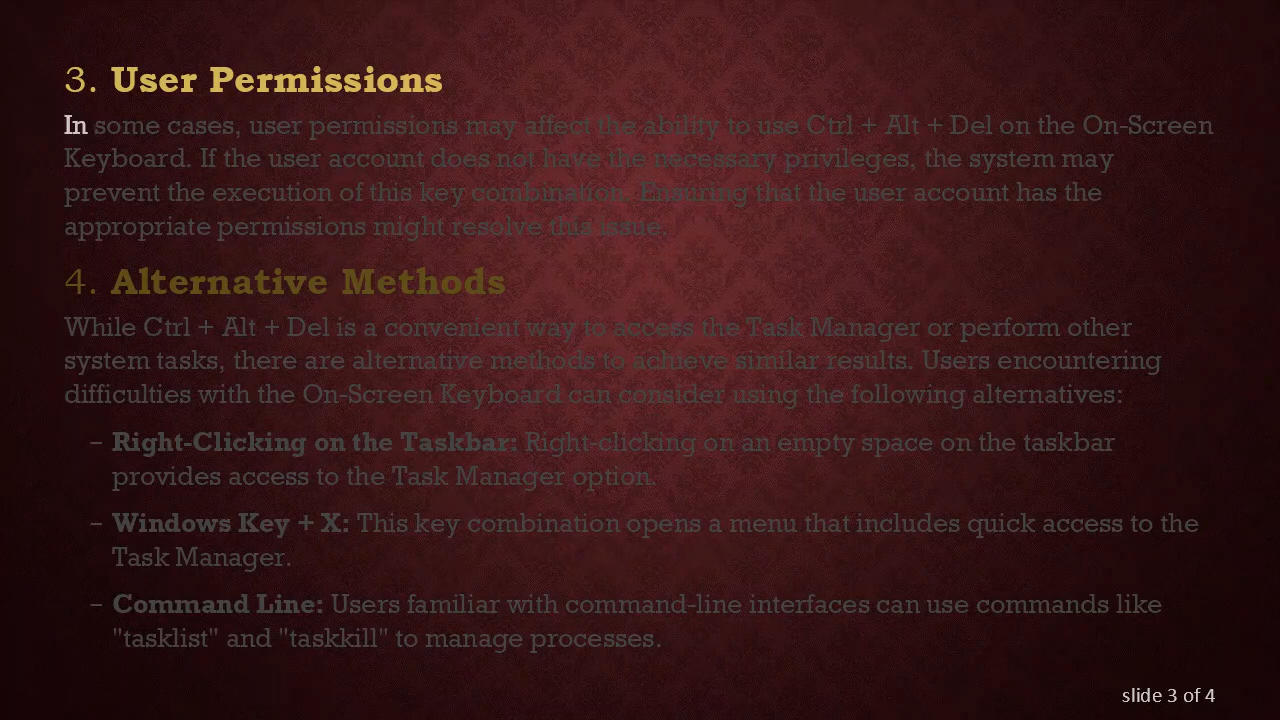 3. User Permissions
In some cases, user permissions may affect the ability to use Ctrl + Alt + Del on the On-Screen
Keyboard. If the user account does not have the necessary privileges, the system may
prevent the execution of this key combination. Ensuring that the user account has the
appropriate permissions might resolve this issue.
4. Alternative Methods
While Ctrl + Alt + Del is a convenient way to access the Task Manager or perform other
system tasks, there are alternative methods to achieve similar results. Users encountering
difficulties with the On-Screen Keyboard can consider using the following alternatives:
– Right-Clicking on the Taskbar: Right-clicking on an empty space on the taskbar
provides access to the Task Manager option.
– Windows Key + X: This key combination opens a menu that includes quick access to the
Task Manager.
– Command Line: Users familiar with command-line interfaces can use commands like
"tasklist" and "taskkill" to manage processes.
slide 3 of 4